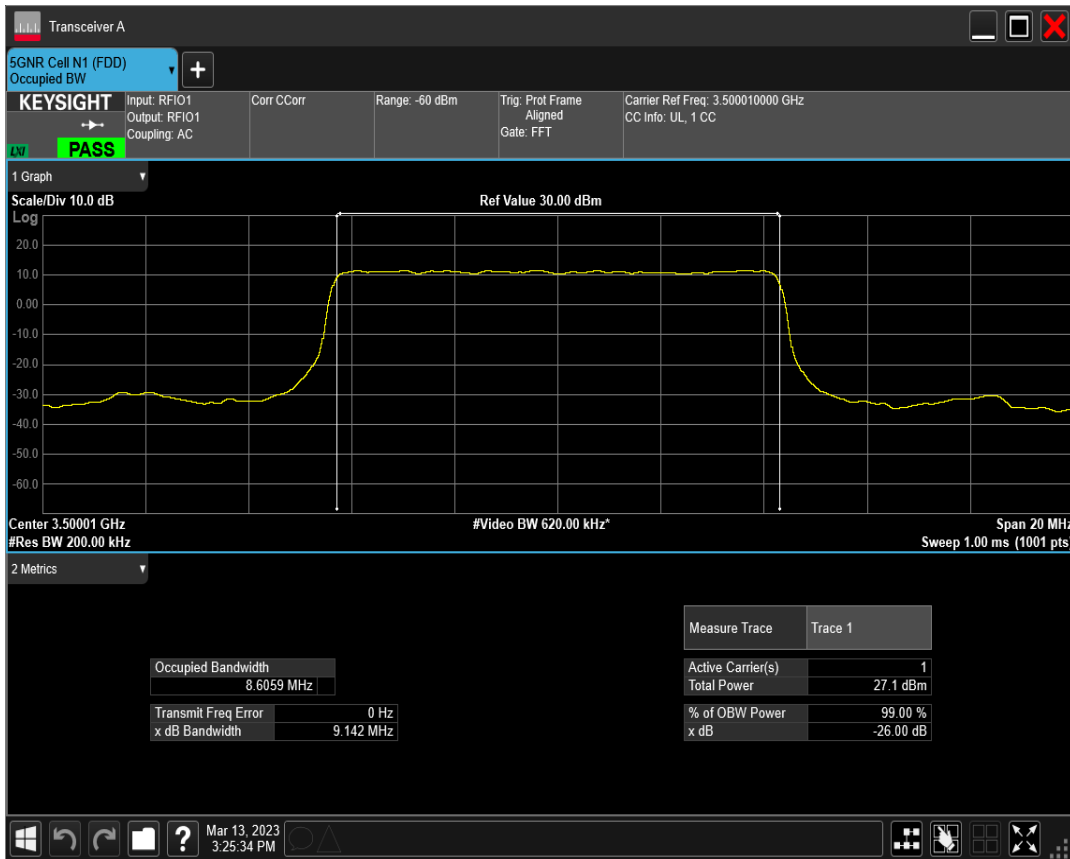 Transceiver A
5GNR Cell N1 (FDD)
Occupied BW
+
KEYSIGHT
LXI
PASS
Input: RFIO1
Output: RFIO1
Coupling: AC
Corr CCorr
Range: -60 dBm
Trig: Prot Frame
Aligned
Gate: FFT
Carrier Ref Freq: 3.500010000 GHz
CC Info: UL, 1 CC
1 Graph
Scale/Div 10.0 dB
Ref Value 30.00 dBm
Log
20.0
10.0
0.00
-10.0
-20.0
-30.0
-40.0
-50.0
-60.0
Center 3.50001 GHz
#Video BW 620.00 kHz*
Span 20 MHz
#Res BW 200.00 kHz
Sweep 1.00 ms (1001 pts)
2 Metrics
Measure Trace Trace 1
Occupied Bandwidth
8.6059 MHz
Active Carrier(s) 1
Total Power 27.1 dBm
Transmit Freq Error 0 Hz
x dB Bandwidth 9.142 MHz
% of OBW Power 99.00 %
x dB -26.00 dB
?
Mar 13, 2023
3:25:34 PM